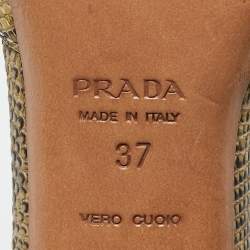 PRADA
MADE IN ITALY
37
VERO CUOIO